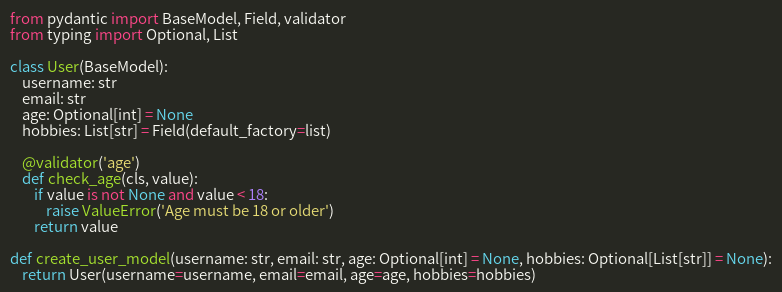 from pydantic import BaseModel, Field, validator
from typing import Optional, List

class User(BaseModel):
    username: str
    email: str
    age: Optional[int] = None
    hobbies: List[str] = Field(default_factory=list)

    @validator('age')
    def check_age(cls, value):
        if value is not None and value < 18:
            raise ValueError('Age must be 18 or older')
        return value

def create_user_model(username: str, email: str, age: Optional[int] = None, hobbies: Optional[List[str]] = None):
    return User(username=username, email=email, age=age, hobbies=hobbies)